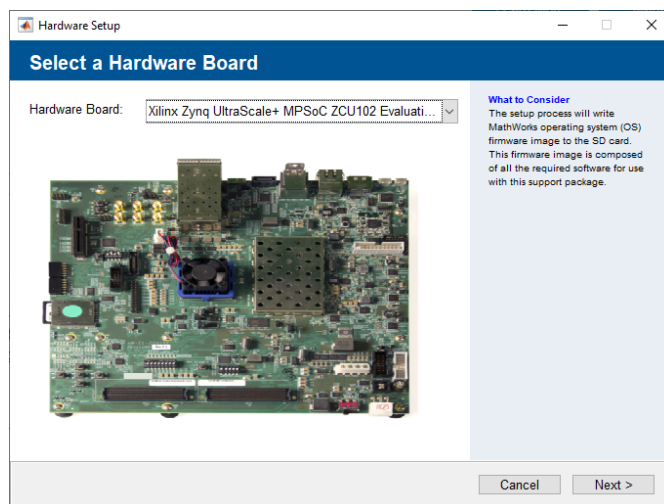 Hardware Setup
Select a Hardware Board
Hardware Board:
Xilinx Zynq UltraScale+ MPSoC ZCU102 Evaluati...
What to Consider
The setup process will write
MathWorks operating system (OS)
firmware image to the SD card.
This firmware image is composed
of all the required software for use
with this support package.
Cancel
Next >